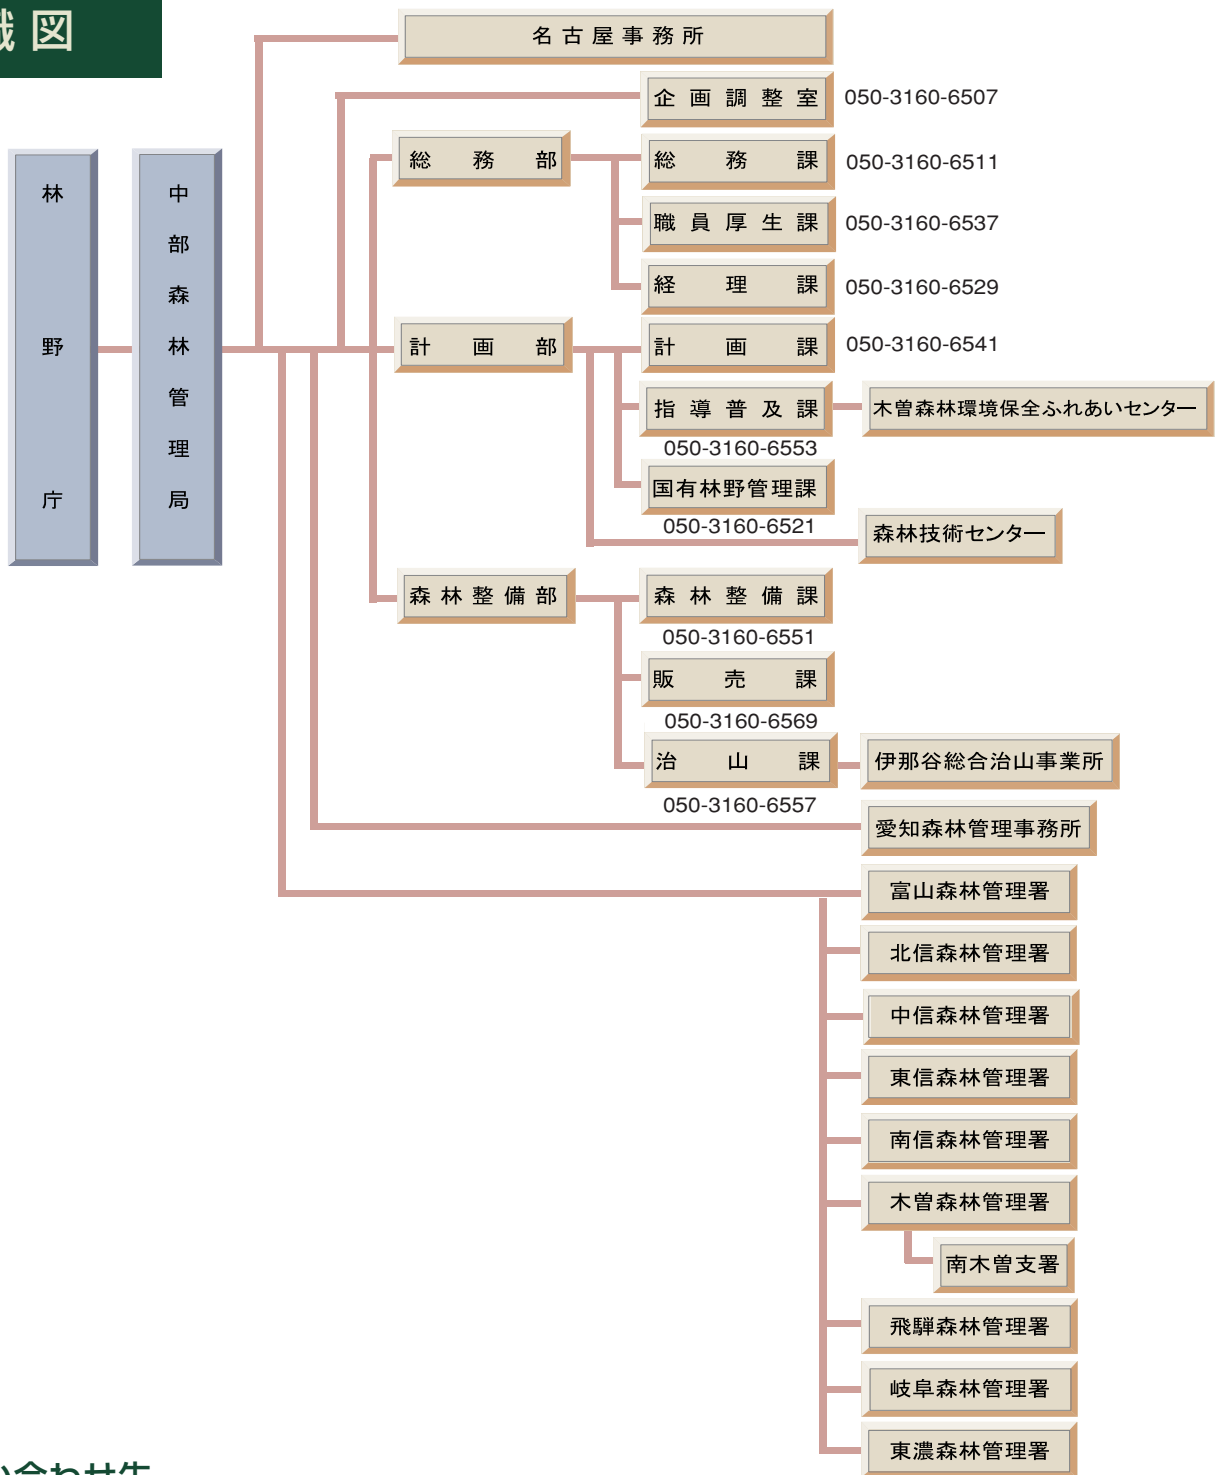 図
名古屋事務所
企画調整室 050-3160-6507
総務部
総務課 050-3160-6511
職員厚生課 050-3160-6537
経理課 050-3160-6529
林野庁
中部森林管理局
計画部
計画課 050-3160-6541
指導普及課
050-3160-6553
木曽森林環境保全ふれあいセンター
国有林野管理課
050-3160-6521
森林技術センター
森林整備部
森林整備課
050-3160-6551
販売課
050-3160-6569
治山課
050-3160-6557
伊那谷総合治山事業所
愛知森林管理事務所
富山森林管理署
北信森林管理署
中信森林管理署
東信森林管理署
南信森林管理署
木曽森林管理署
南木曽支署
飛騨森林管理署
岐阜森林管理署
東濃森林管理署